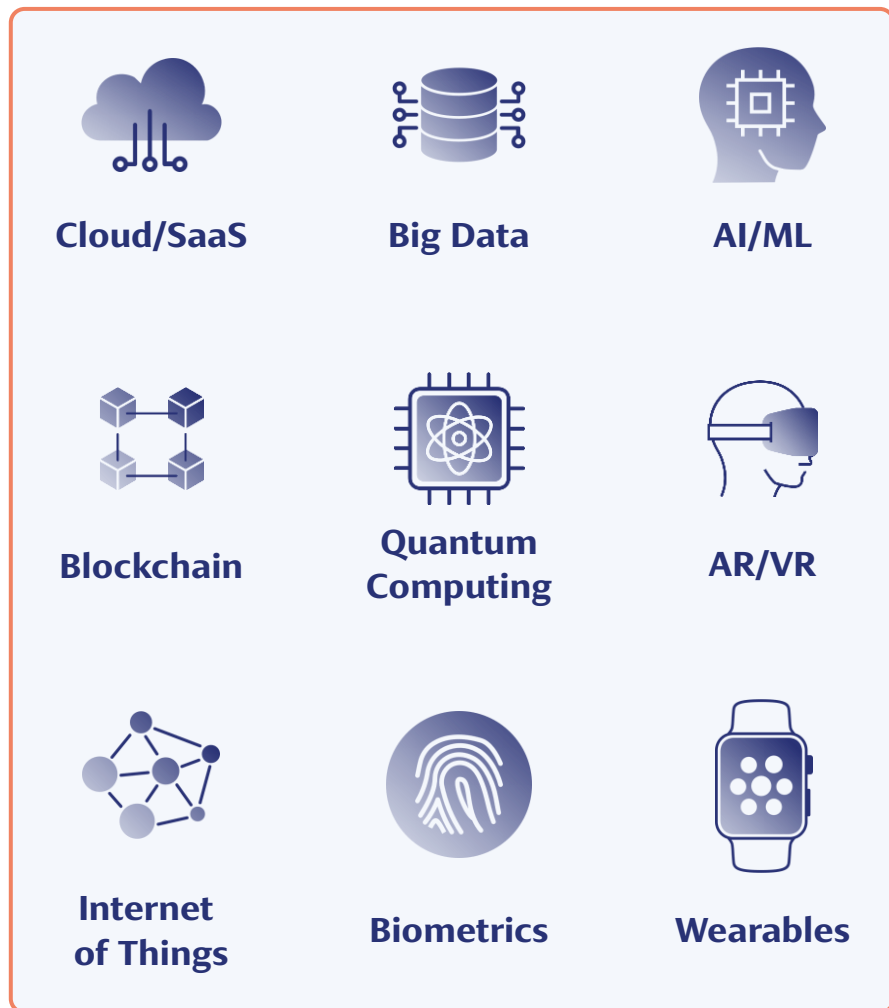 Cloud/SaaS
Big Data
AI/ML
Blockchain
Quantum
Computing
AR/VR
Internet
of Things
Biometrics
Wearables